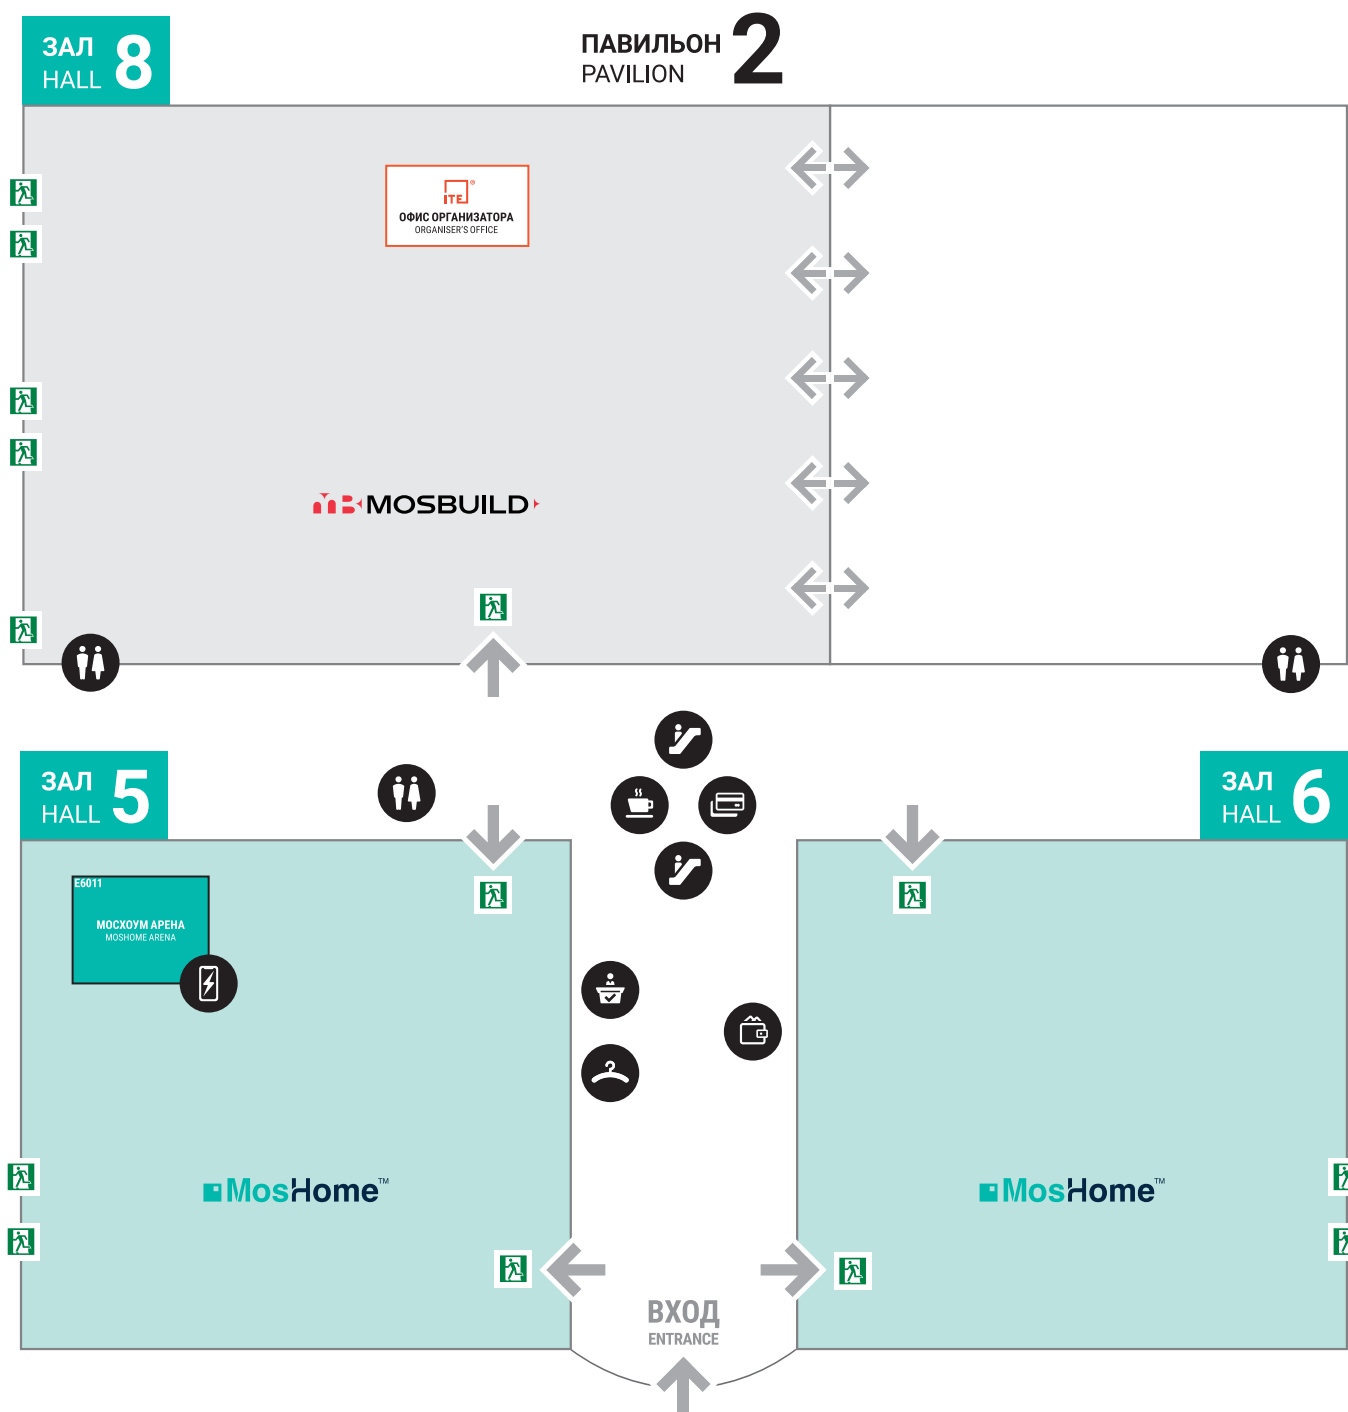 ЗАЛ
HALL
8
ПАВИЛЬОН
PAVILION
2
ITE®
ОФИС ОРГАНИЗАТОРА
ORGANISER'S OFFICE
MB MOSBUILD
ЗАЛ
HALL
5
ЗАЛ
HALL
6
E6011
МОСХОУМ АРЕНА
MOSHOME ARENA
MosHome™
MosHome™
ВХОД
ENTRANCE